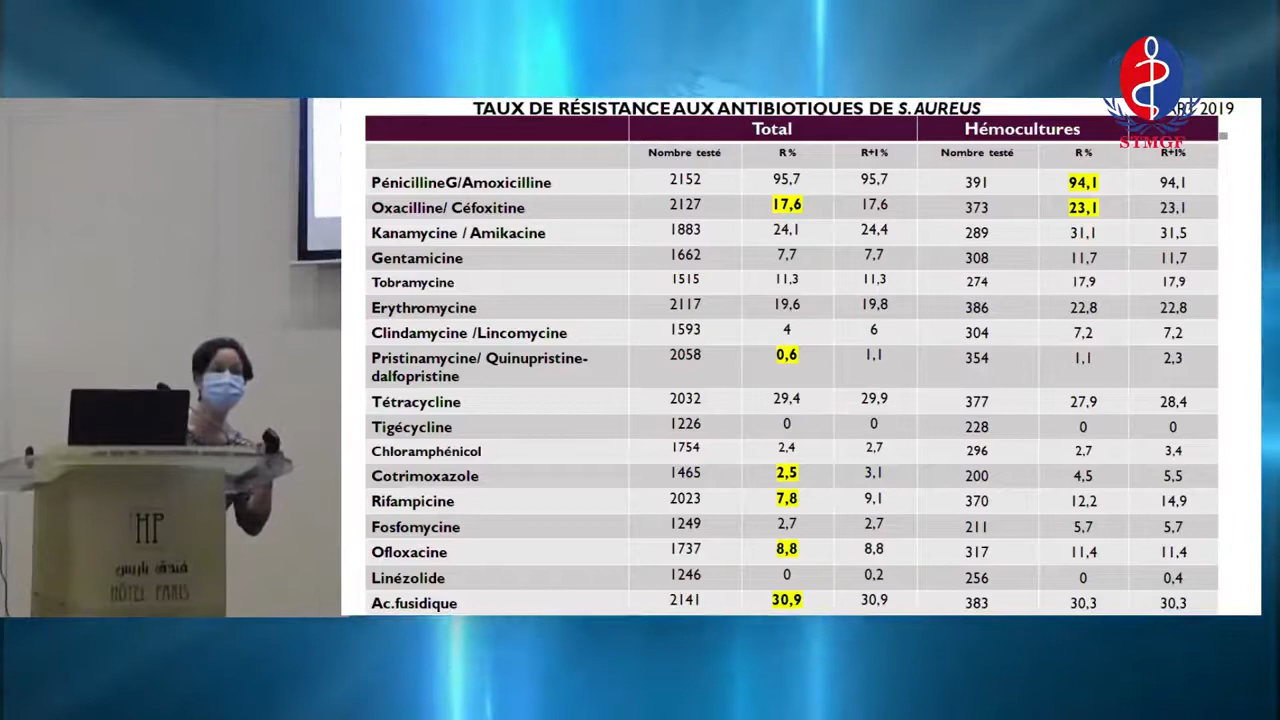 TAUX DE RÉSISTANCE AUX ANTIBIOTIQUES DE S. AUREUS
2019
STMGF
Total Hémocultures
Nombre testé R % R+I % Nombre testé R % R+I%
PénicillineG/Amoxicilline 2152 95,7 95,7 391 94,1 94,1
Oxacilline/ Céfoxitine 2127 17,6 17,6 373 23,1 23,1
Kanamycine / Amikacine 1883 24,1 24,4 289 31,1 31,5
Gentamicine 1662 7,7 7,7 308 11,7 11,7
Tobramycine 1515 11,3 11,3 274 17,9 17,9
Erythromycine 2117 19,6 19,8 386 22,8 22,8
Clindamycine /Lincomycine 1593 4 6 304 7,2 7,2
Pristinamycine/ Quinupristine- 2058 0,6 1,1 354 1,1 2,3
dalfopristine
Tétracycline 2032 29,4 29,9 377 27,9 28,4
Tigécycline 1226 0 0 228 0 0
Chloramphénicol 1754 2,4 2,7 296 2,7 3,4
Cotrimoxazole 1465 2,5 3,1 200 4,5 5,5
Rifampicine 2023 7,8 9,1 370 12,2 14,9
Fosfomycine 1249 2,7 2,7 211 5,7 5,7
Ofloxacine 1737 8,8 8,8 317 11,4 11,4
Linézolide 1246 0 0,2 256 0 0,4
Ac.fusidique 2141 30,9 30,9 383 30,3 30,3
HP
فندق باريس
HÔTEL PARIS